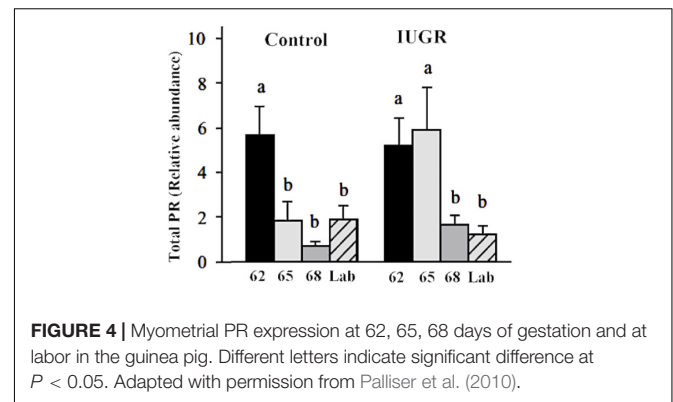 10
Control IUGR
8
a a a
6
Total PR (Relative abundance)
4
b b b b b
2
0
62 65 68 Lab 62 65 68 Lab
FIGURE 4 | Myometrial PR expression at 62, 65, 68 days of gestation and at
labor in the guinea pig. Different letters indicate significant difference at
P < 0.05. Adapted with permission from Palliser et al. (2010).